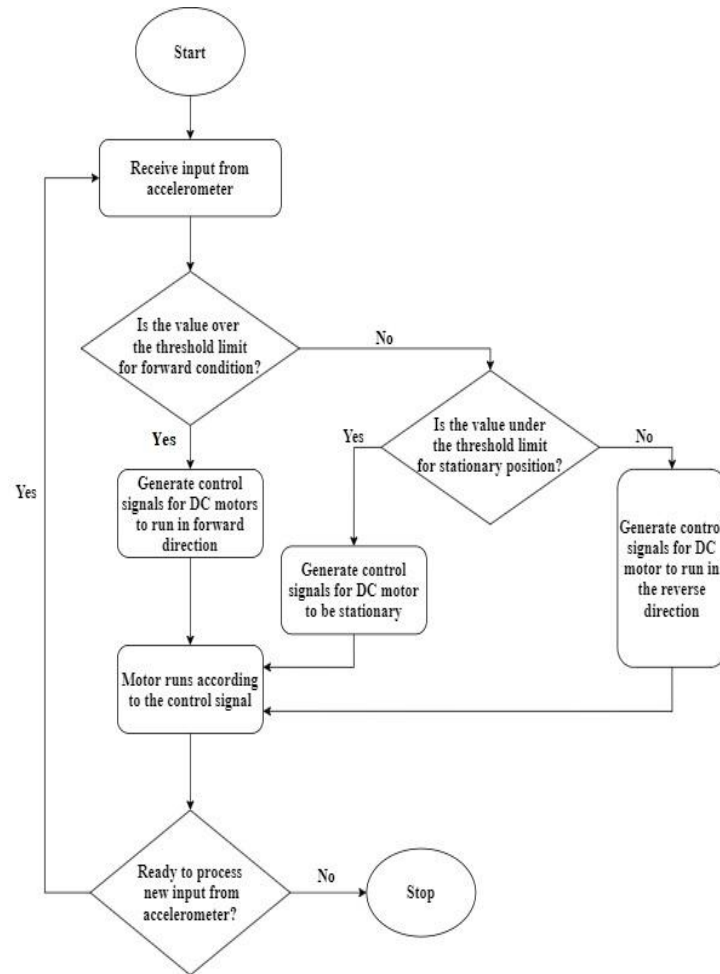 Start
Receive input from
accelerometer
Is the value over
the threshold limit
for forward condition?
No
Yes
Is the value under
the threshold limit
for stationary position?
Yes
No
Yes
Generate control
signals for DC motors
to run in forward
direction
Generate control
signals for DC motor
to be stationary
Generate control
signals for DC
motor to run in
the reverse
direction
Motor runs according
to the control signal
Ready to process
new input from
accelerometer?
No
Stop